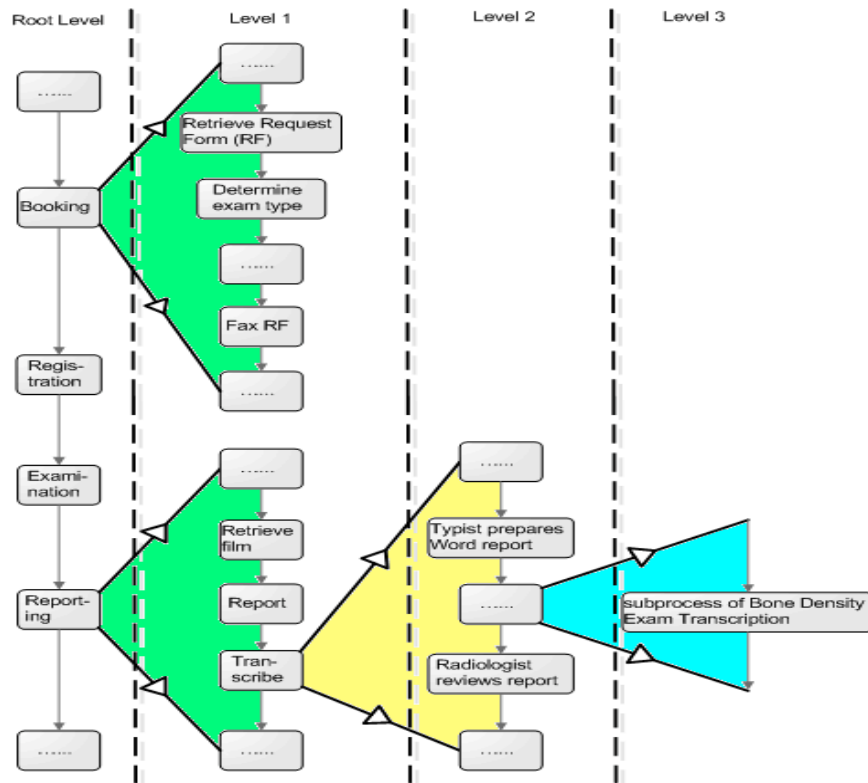 Root Level
Level 1
Level 2
Level 3
......
Booking
Regis-
tration
Exami-
nation
Report-
ing
......
......
Retrieve Request
Form (RF)
Determine
exam type
......
Fax RF
......
......
Retrieve
film
Report
Tran-
scribe
......
......
Typist prepares
Word report
......
Radiologist
reviews report
......
subprocess of Bone Density
Exam Transcription